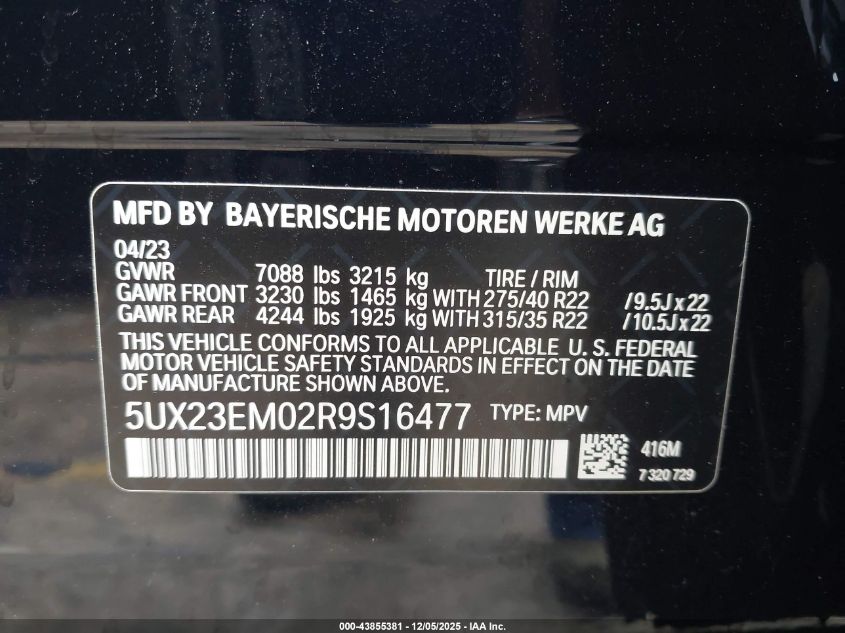 MFD BY BAYERISCHE MOTOREN WERKE AG
04/23
GVWR 7088 lbs 3215 kg TIRE / RIM
GAWR FRONT 3230 lbs 1465 kg WITH 275/40 R22 /9.5J x 22
GAWR REAR 4244 lbs 1925 kg WITH 315/35 R22 /10.5J x 22
THIS VEHICLE CONFORMS TO ALL APPLICABLE U. S. FEDERAL
MOTOR VEHICLE SAFETY STANDARDS IN EFFECT ON THE DATE
OF MANUFACTURE SHOWN ABOVE.
5UX23EM02R9S16477 TYPE: MPV
416M
7 320 729
000-43855381 - 12/05/2025 - IAA Inc.